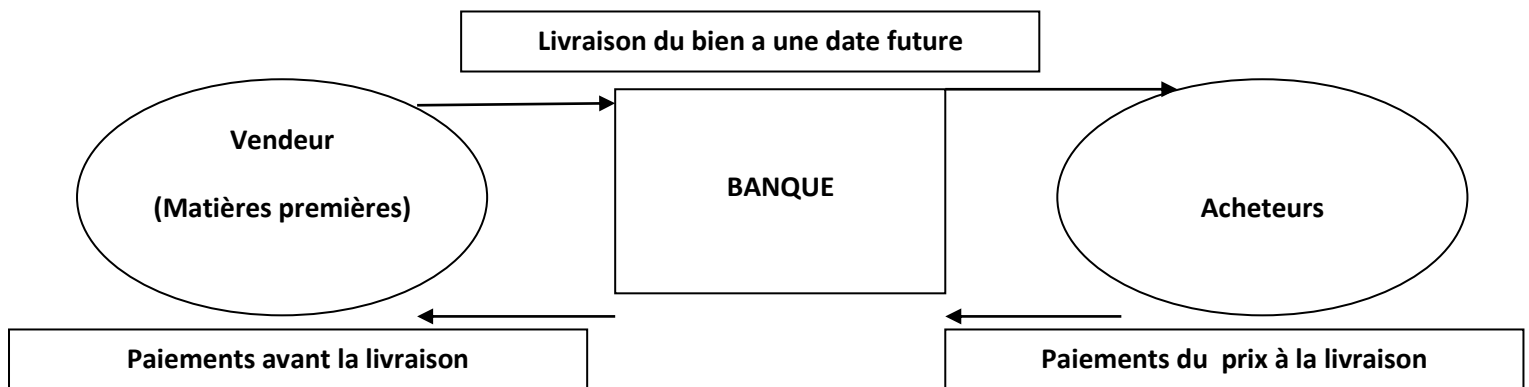 Livraison du bien a une date future
Vendeur
(Matières premières)
BANQUE
Acheteurs
Paiements avant la livraison
Paiements du prix à la livraison